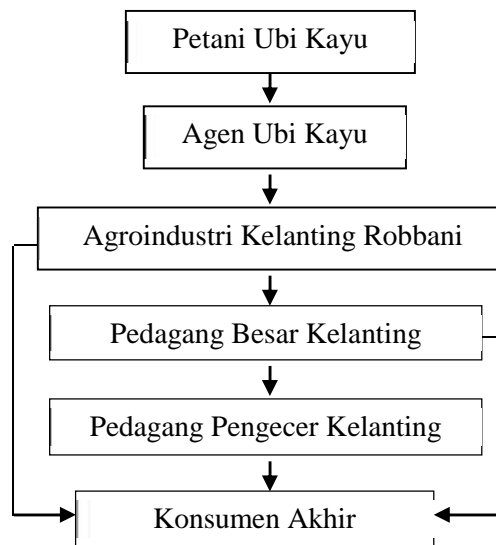 Petani Ubi Kayu
Agen Ubi Kayu
Agroindustri Kelanting Robbani
Pedagang Besar Kelanting
Pedagang Pengecer Kelanting
Konsumen Akhir